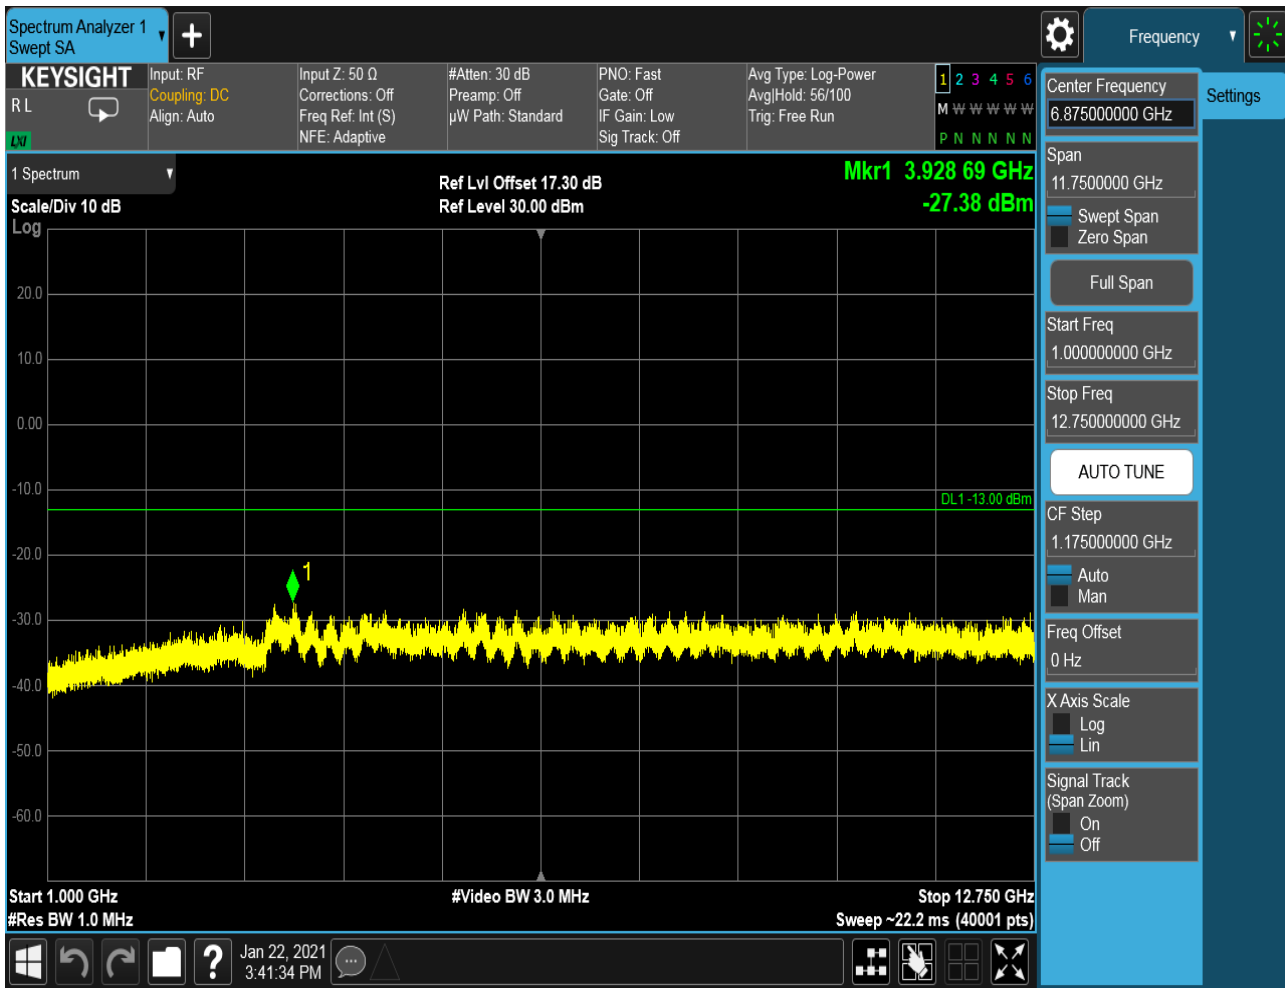 Spectrum Analyzer 1
Swept SA
Frequency
KEYSIGHT
R L
LXI
Input: RF
Coupling: DC
Align: Auto
Input Z: 50 Ω
Corrections: Off
Freq Ref: Int (S)
NFE: Adaptive
#Atten: 30 dB
Preamp: Off
µW Path: Standard
PNO: Fast
Gate: Off
IF Gain: Low
Sig Track: Off
Avg Type: Log-Power
Avg|Hold: 56/100
Trig: Free Run
1 2 3 4 5 6
M W W W W W
P N N N N N
1 Spectrum
Scale/Div 10 dB
Log
Ref Lvl Offset 17.30 dB
Ref Level 30.00 dBm
Mkr1 3.928 69 GHz
-27.38 dBm
20.0
10.0
0.00
-10.0
DL1 -13.00 dBm
-20.0
1
-30.0
-40.0
-50.0
-60.0
Start 1.000 GHz
#Res BW 1.0 MHz
#Video BW 3.0 MHz
Stop 12.750 GHz
Sweep ~22.2 ms (40001 pts)
Center Frequency
6.875000000 GHz
Settings
Span
11.7500000 GHz
Swept Span
Zero Span
Full Span
Start Freq
1.000000000 GHz
Stop Freq
12.750000000 GHz
AUTO TUNE
CF Step
1.175000000 GHz
Auto
Man
Freq Offset
0 Hz
X Axis Scale
Log
Lin
Signal Track
(Span Zoom)
On
Off
?
Jan 22, 2021
3:41:34 PM